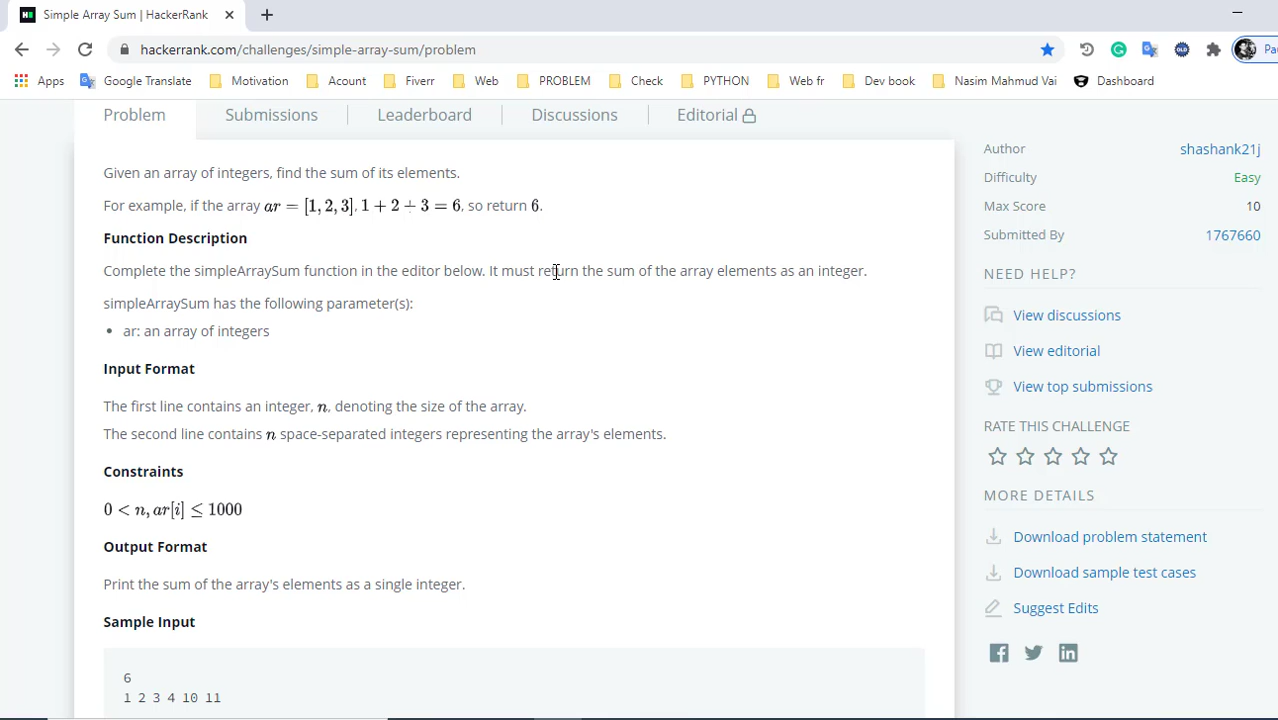 Simple Array Sum | HackerRank
hackerrank.com/challenges/simple-array-sum/problem
Apps Google Translate Motivation Acount Fiverr Web PROBLEM Check PYTHON Web fr Dev book Nasim Mahmud Vai Dashboard
Problem Submissions Leaderboard Discussions Editorial
Given an array of integers, find the sum of its elements.
For example, if the array ar = [1, 2, 3], 1 + 2 + 3 = 6, so return 6.
Function Description
Complete the simpleArraySum function in the editor below. It must return the sum of the array elements as an integer.
simpleArraySum has the following parameter(s):
• ar: an array of integers
Input Format
The first line contains an integer, n, denoting the size of the array.
The second line contains n space-separated integers representing the array's elements.
Constraints
0 < n, ar[i] ≤ 1000
Output Format
Print the sum of the array's elements as a single integer.
Sample Input
6
1 2 3 4 10 11
Author shashank21j
Difficulty Easy
Max Score 10
Submitted By 1767660
NEED HELP?
View discussions
View editorial
View top submissions
RATE THIS CHALLENGE
MORE DETAILS
Download problem statement
Download sample test cases
Suggest Edits